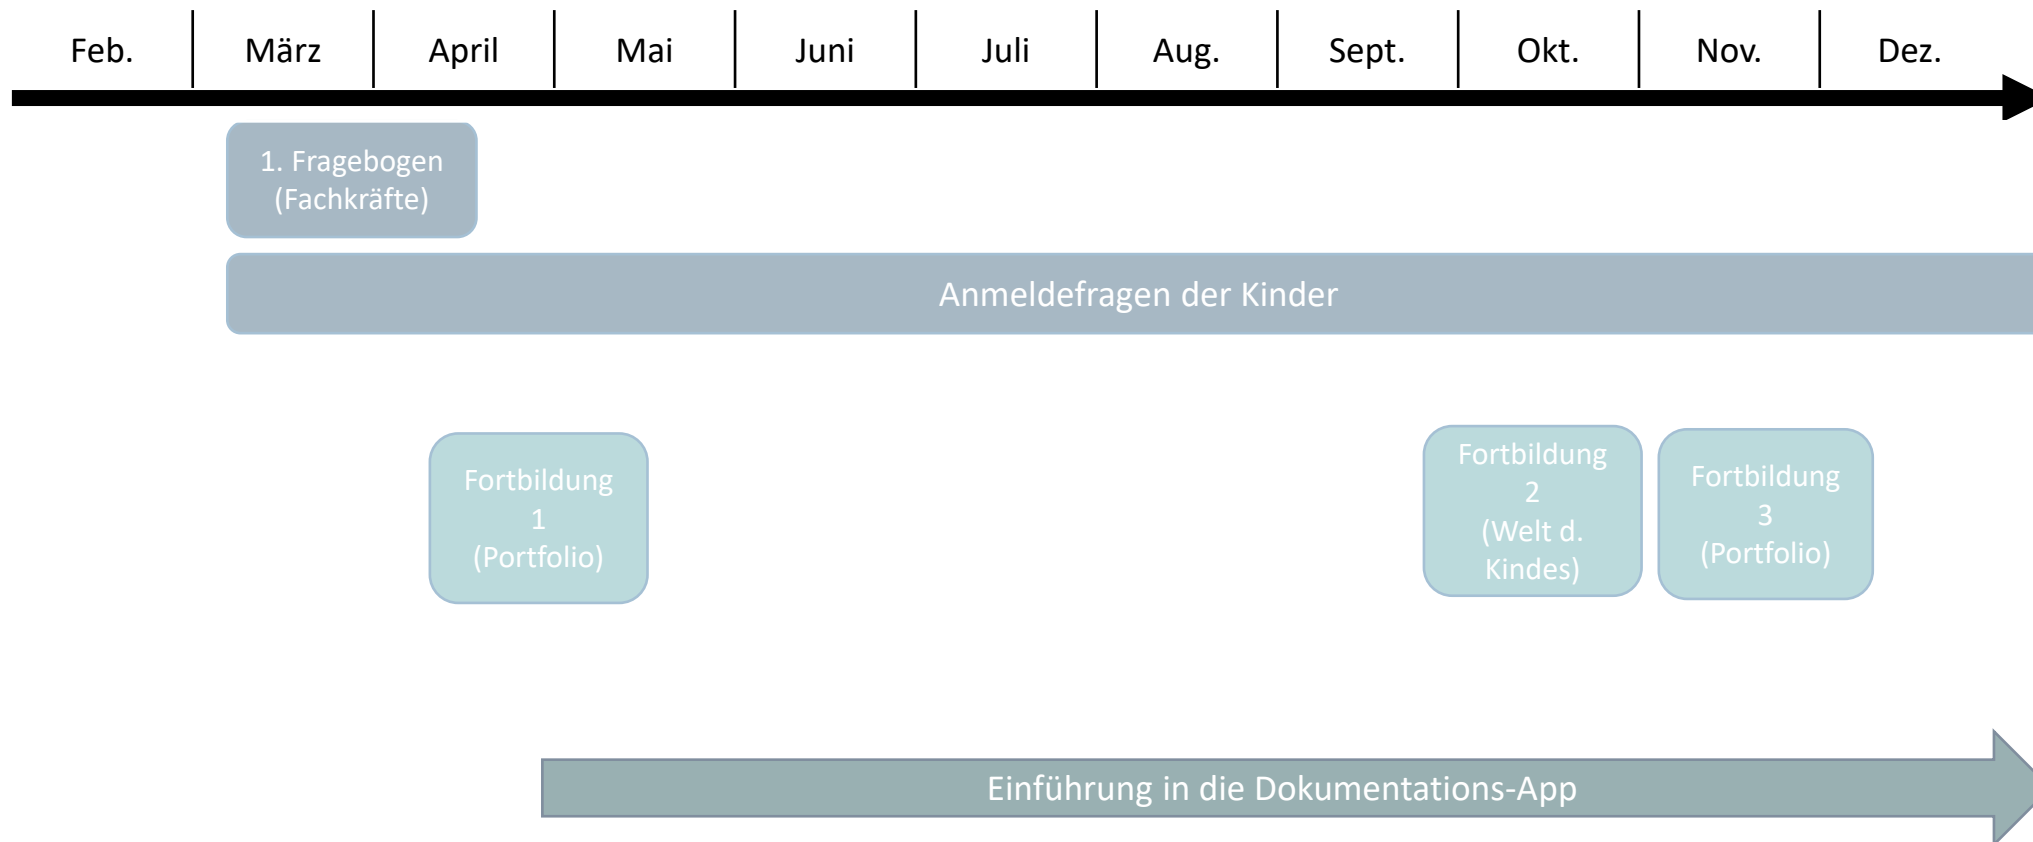 Feb.
März
April
Mai
Juni
Juli
Aug.
Sept.
Okt.
Nov.
Dez.
1. Fragebogen
(Fachkräfte)
Anmeldefragen der Kinder
Fortbildung
1
(Portfolio)
Fortbildung
2
(Welt d.
Kindes)
Fortbildung
3
(Portfolio)
Einführung in die Dokumentations-App